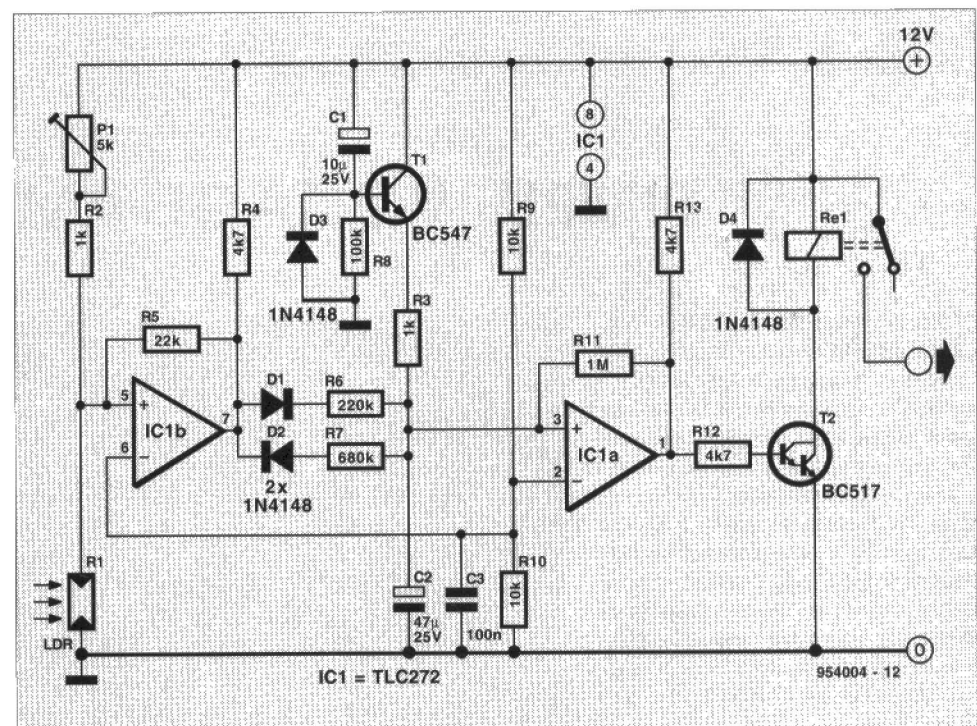 12V
+
P1
5k
C1
10µ
25V
T1
BC547
8
IC1
4
R2
1k
R4
4k7
D3
1N4148
100k
R8
R3
1k
R9
10k
R13
4k7
D4
1N4148
Re1
R5
22k
R11
1M
5
+
6
−
IC1b
7
D1
D2
2x
1N4148
R6
220k
R7
680k
3
+
2
−
IC1a
1
R12
4k7
T2
BC517
R1
LDR
C2
47µ
25V
C3
100n
R10
10k
0
IC1 = TLC272
954004 - 12